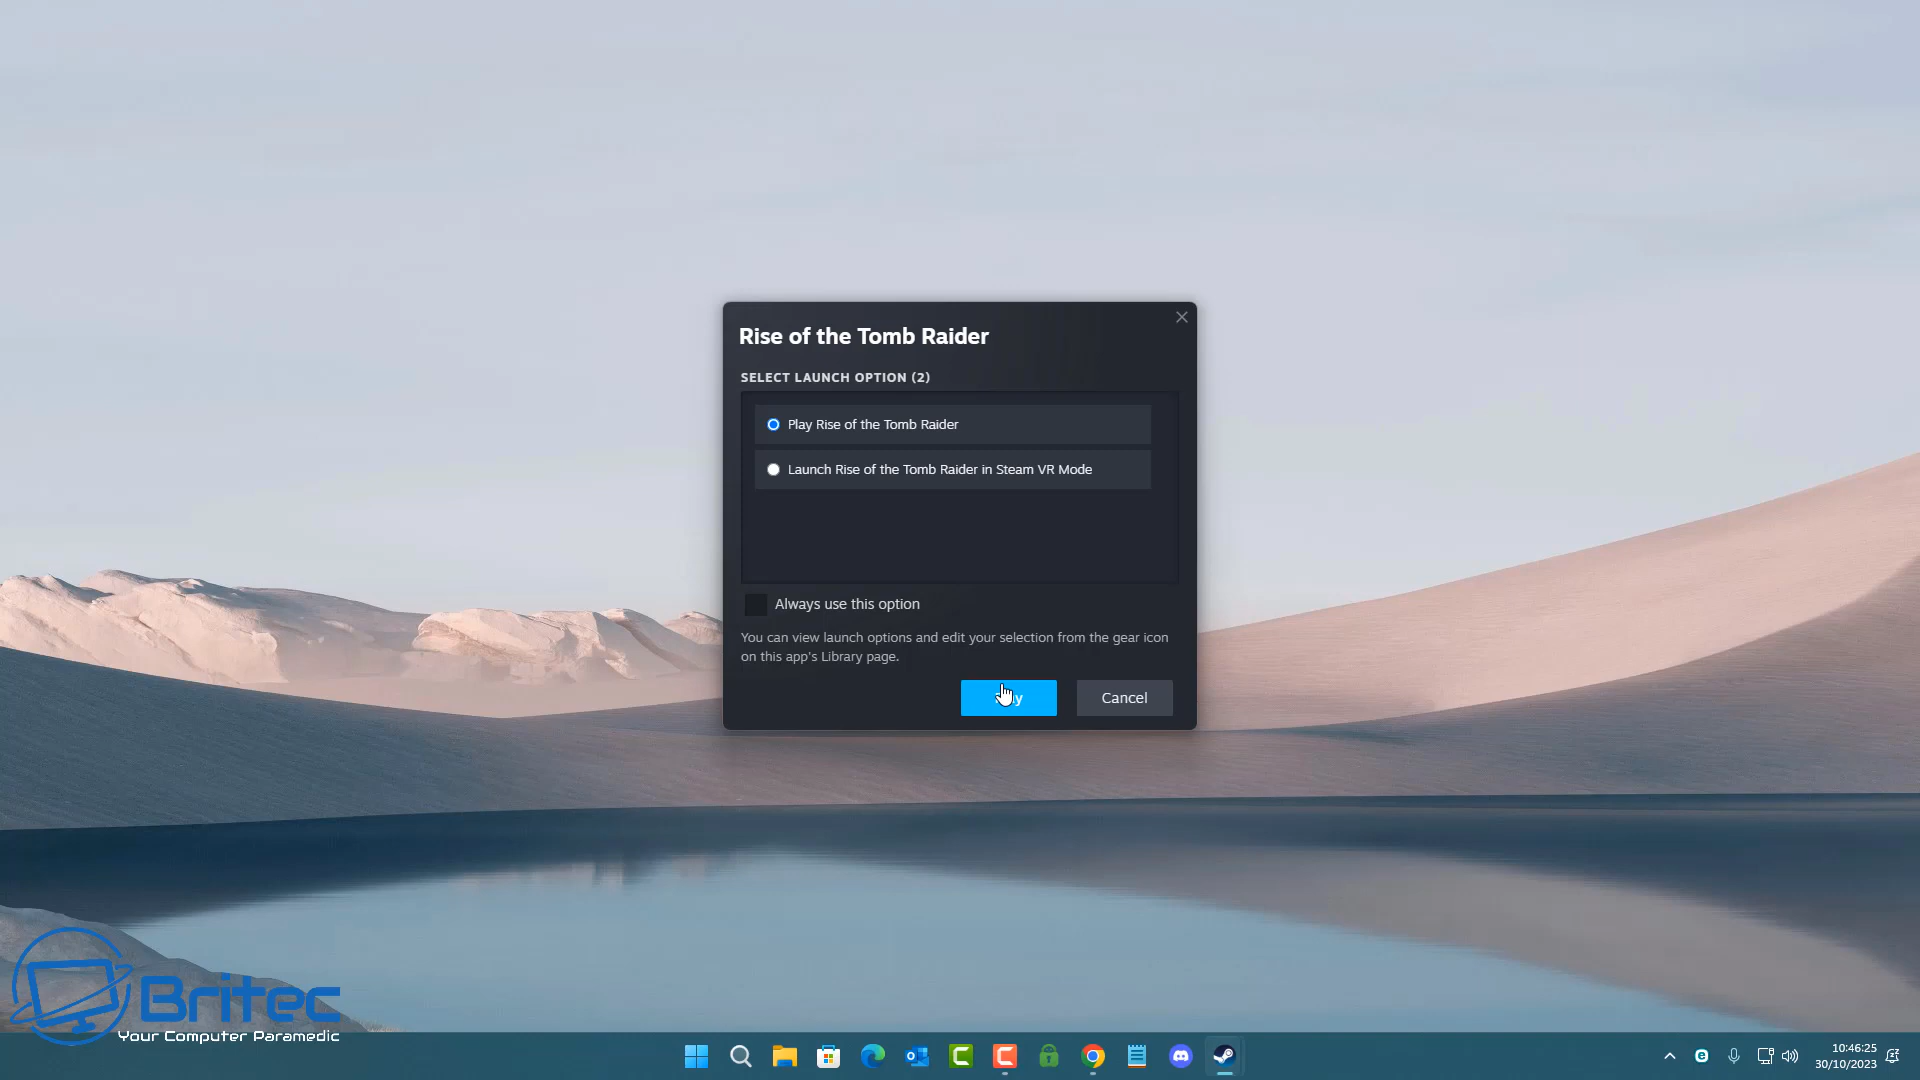 Rise of the Tomb Raider
SELECT LAUNCH OPTION (2)
Play Rise of the Tomb Raider
Launch Rise of the Tomb Raider in Steam VR Mode
Always use this option
You can view launch options and edit your selection from the gear icon
on this app's Library page.
Cancel
Britec
Your Computer Paramedic
10:46:25
30/10/2023